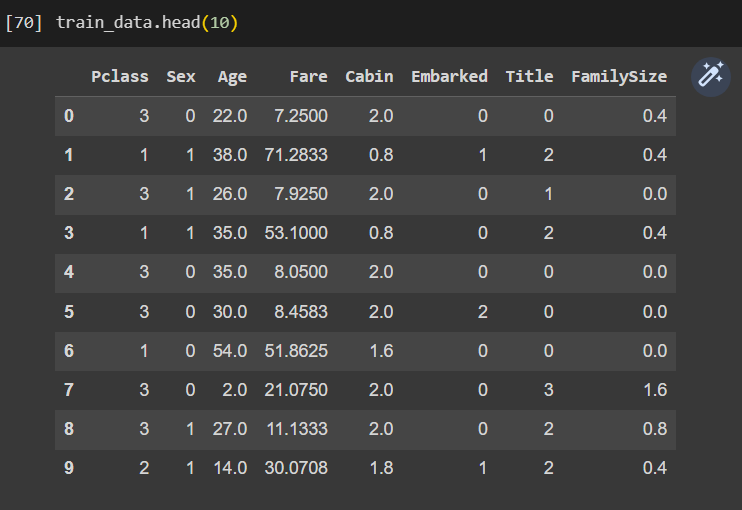 [70] train_data.head(10)
Pclass Sex Age Fare Cabin Embarked Title FamilySize
0 3 0 22.0 7.2500 2.0 0 0 0.4
1 1 1 38.0 71.2833 0.8 1 2 0.4
2 3 1 26.0 7.9250 2.0 0 1 0.0
3 1 1 35.0 53.1000 0.8 0 2 0.4
4 3 0 35.0 8.0500 2.0 0 0 0.0
5 3 0 30.0 8.4583 2.0 2 0 0.0
6 1 0 54.0 51.8625 1.6 0 0 0.0
7 3 0 2.0 21.0750 2.0 0 3 1.6
8 3 1 27.0 11.1333 2.0 0 2 0.8
9 2 1 14.0 30.0708 1.8 1 2 0.4